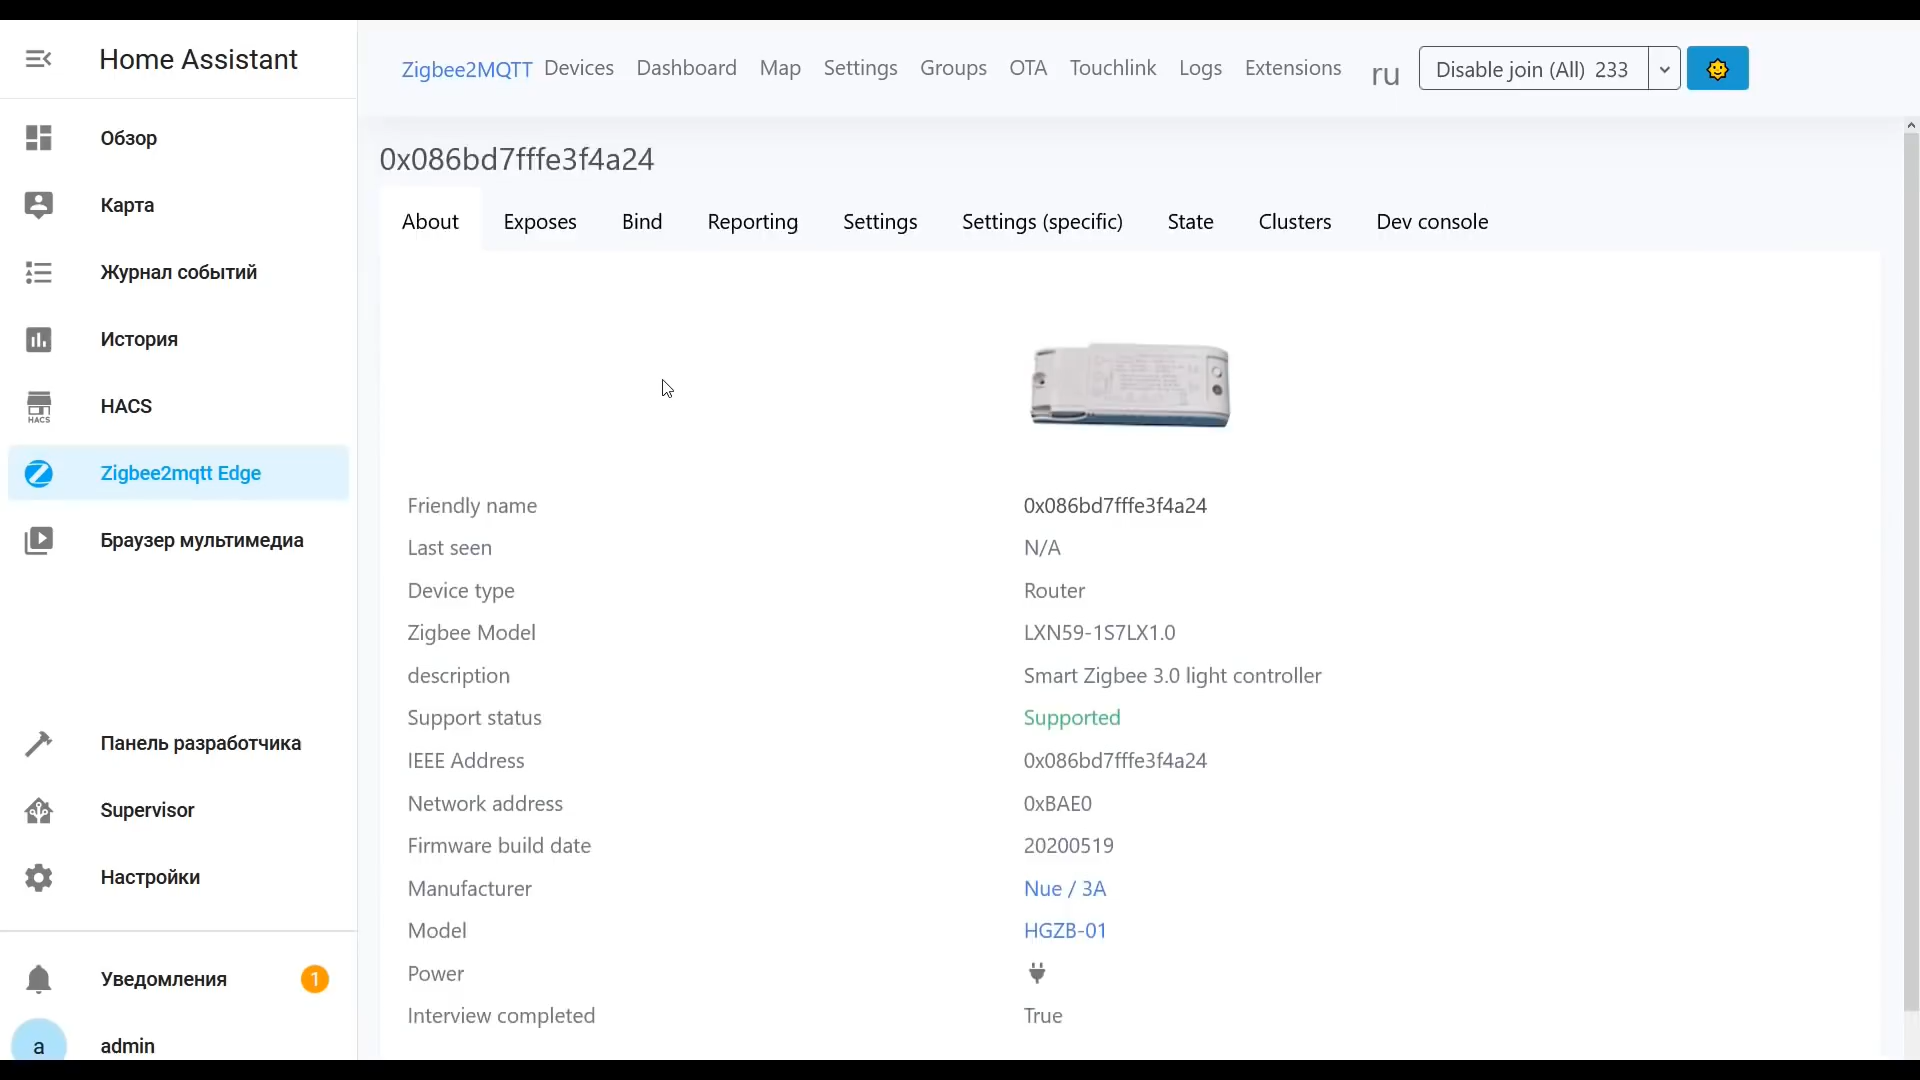 Home Assistant
Обзор
Карта
Журнал событий
История
HACS
HACS
Zigbee2mqtt Edge
Браузер мультимедиа
Панель разработчика
Supervisor
Настройки
Уведомления 1
a admin
Zigbee2MQTT Devices Dashboard Map Settings Groups OTA Touchlink Logs Extensions ru Disable join (All) 233
0x086bd7fffe3f4a24
About Exposes Bind Reporting Settings Settings (specific) State Clusters Dev console
Friendly name 0x086bd7fffe3f4a24
Last seen N/A
Device type Router
Zigbee Model LXN59-1S7LX1.0
description Smart Zigbee 3.0 light controller
Support status Supported
IEEE Address 0x086bd7fffe3f4a24
Network address 0xBAE0
Firmware build date 20200519
Manufacturer Nue / 3A
Model HGZB-01
Power
Interview completed True